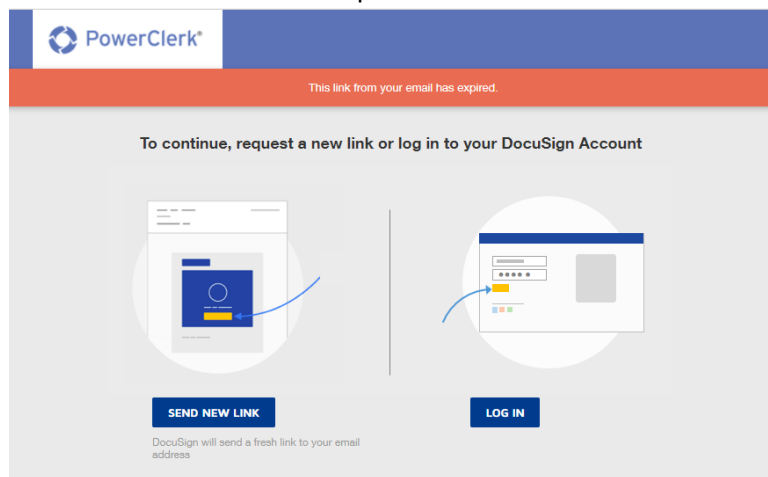 PowerClerk®
This link from your email has expired.
To continue, request a new link or log in to your DocuSign Account
SEND NEW LINK
DocuSign will send a fresh link to your email
address
LOG IN